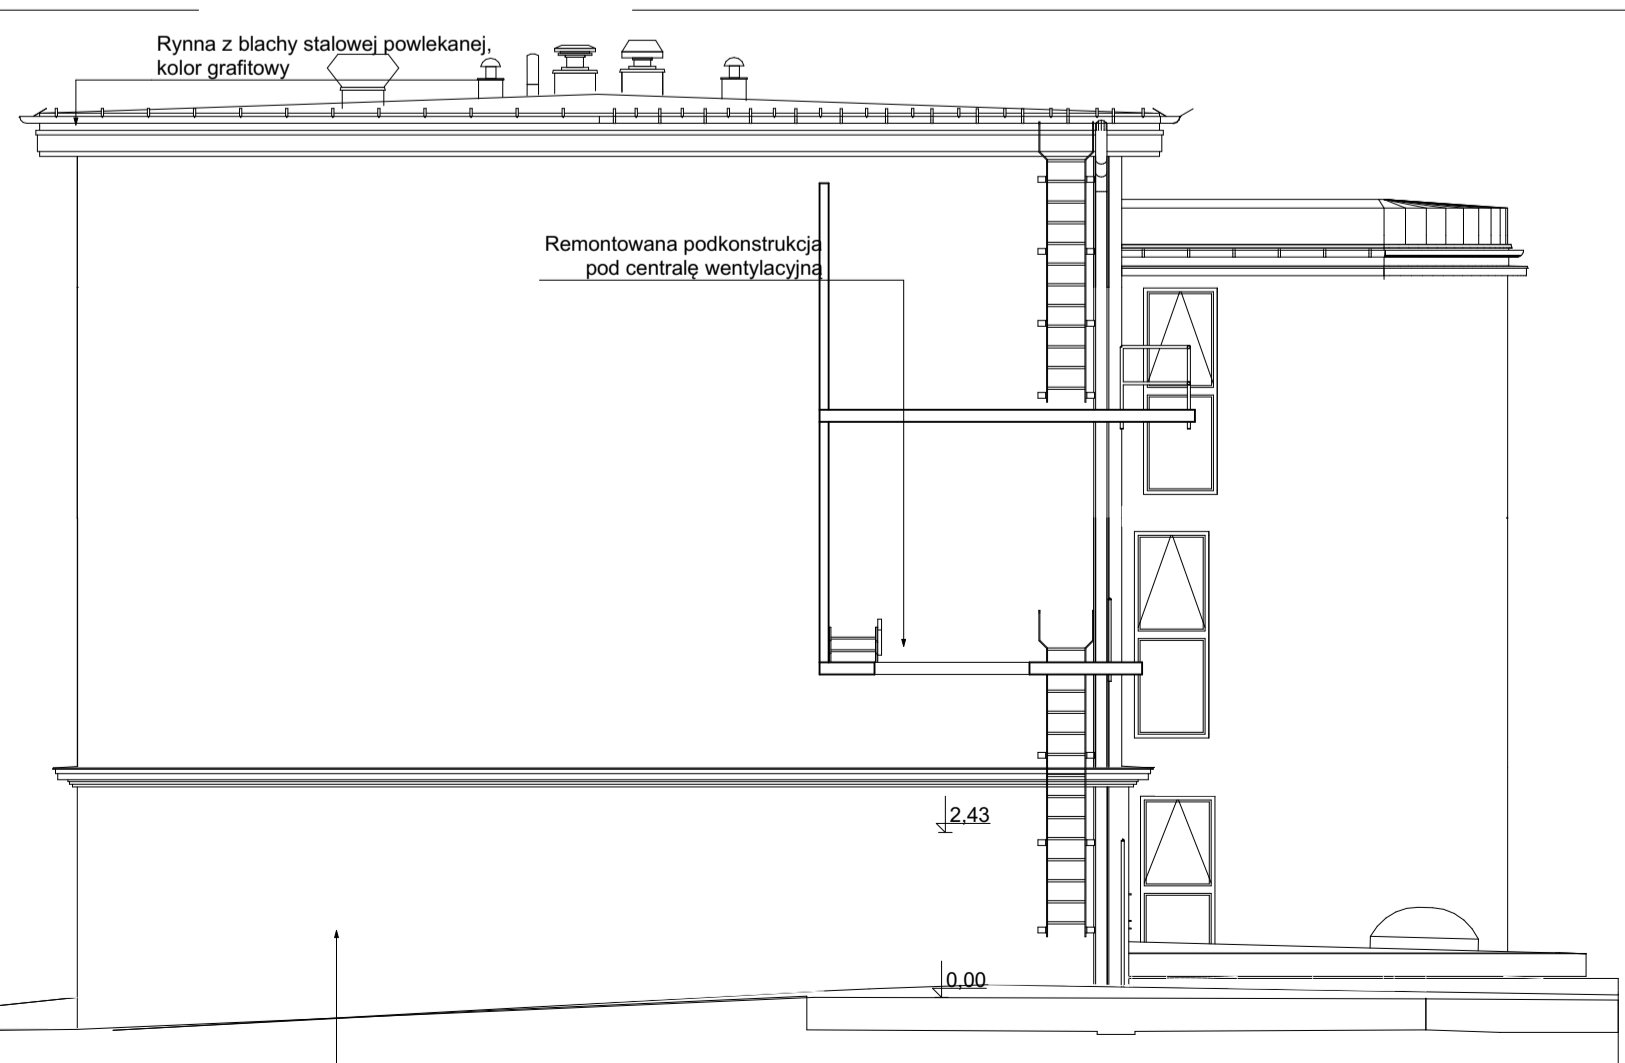 Rynna z blachy stalowej powlekanej,
kolor grafitowy
Remontowana podkonstrukcja
pod centralę wentylacyjną
2,43
0,00